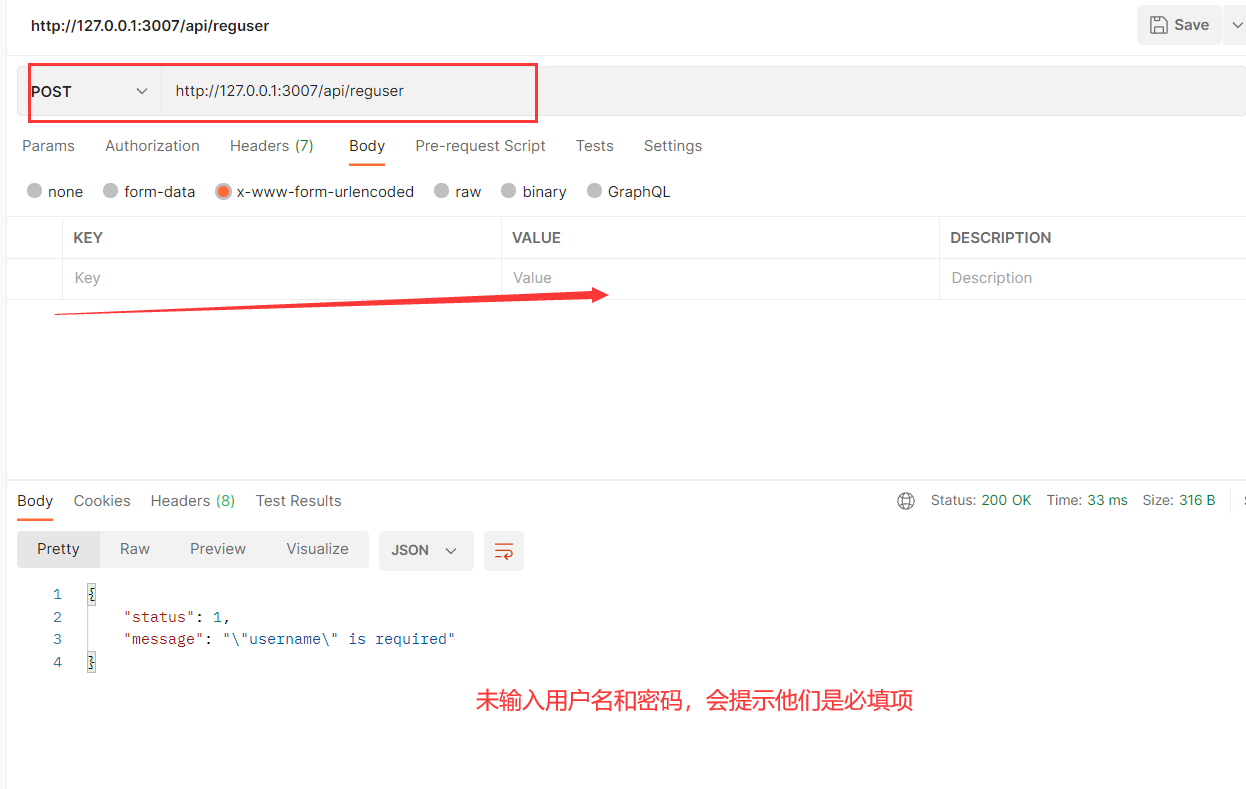 http://127.0.0.1:3007/api/reguser
Save
POST
http://127.0.0.1:3007/api/reguser
Params Authorization Headers (7) Body Pre-request Script Tests Settings
none form-data x-www-form-urlencoded raw binary GraphQL
KEY VALUE DESCRIPTION
Key Value Description
Body Cookies Headers (8) Test Results Status: 200 OK Time: 33 ms Size: 316 B
Pretty Raw Preview Visualize JSON
1 {
2 "status": 1,
3 "message": "\"username\" is required"
4 }
未输入用户名和密码，会提示他们是必填项